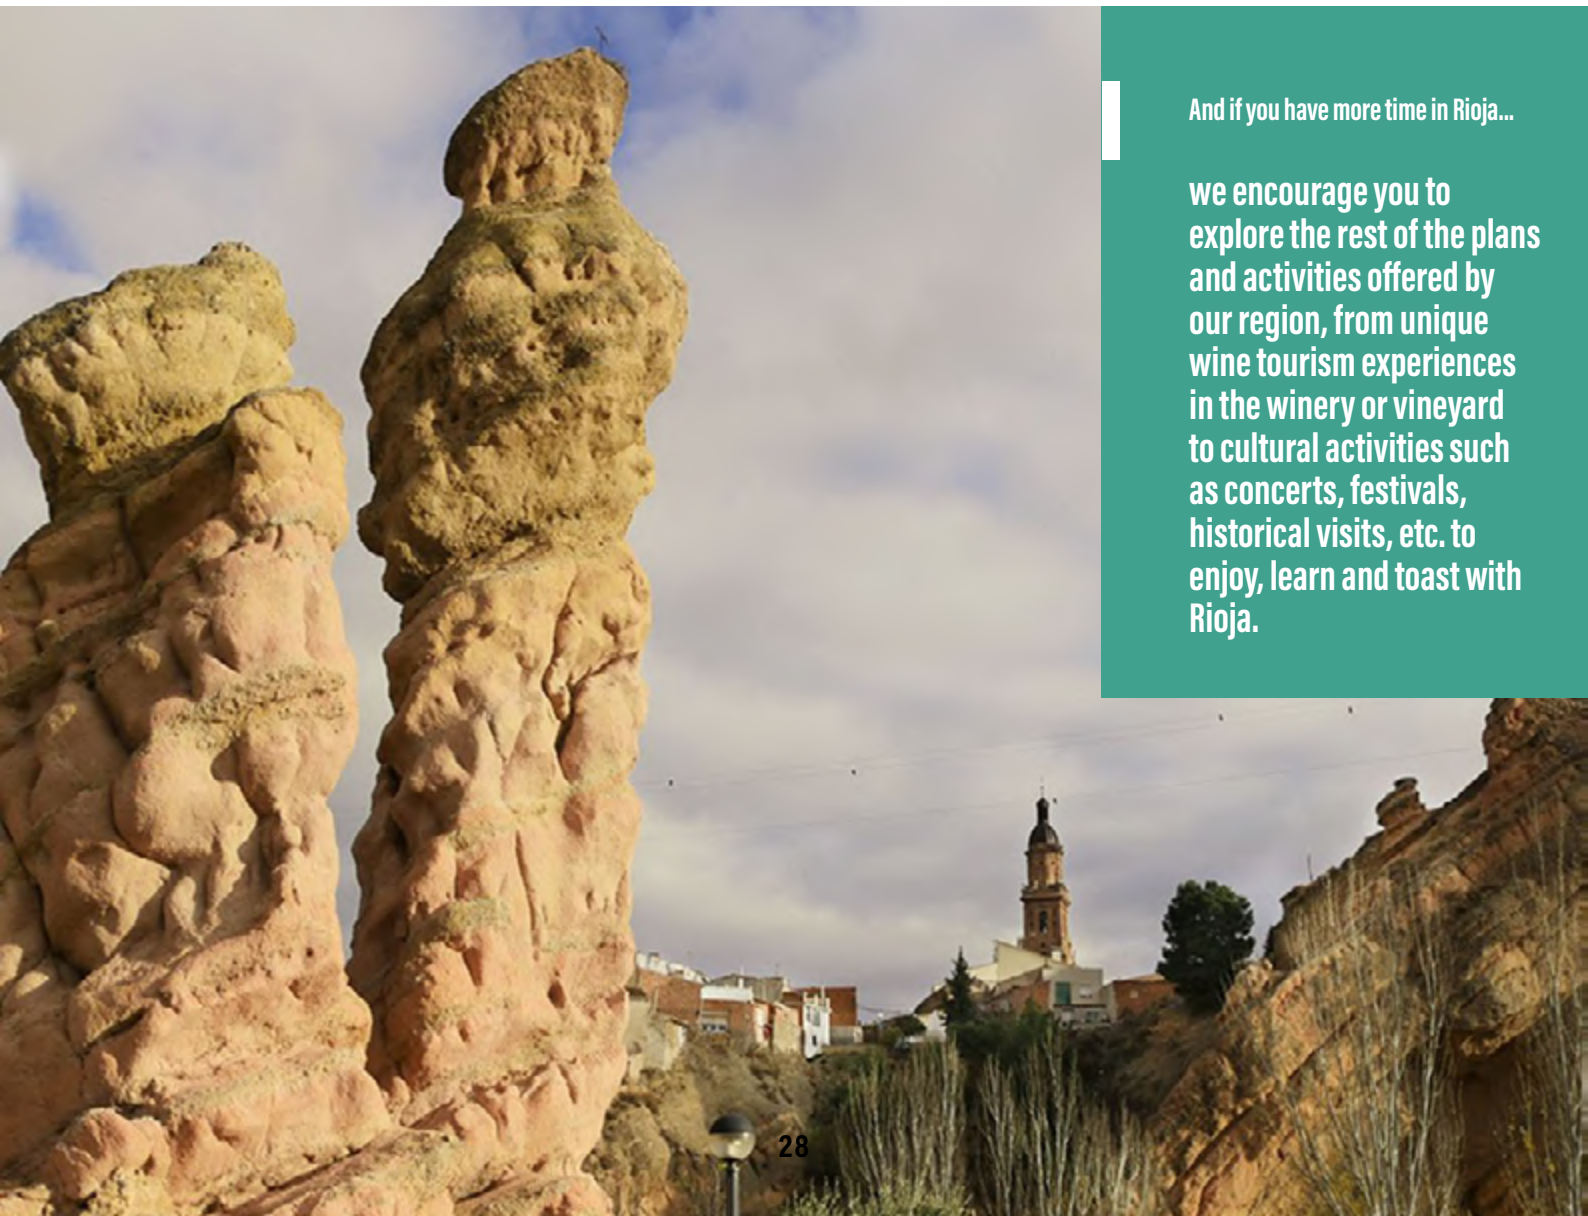 And if you have more time in Rioja...
we encourage you to
explore the rest of the plans
and activities offered by
our region, from unique
wine tourism experiences
in the winery or vineyard
to cultural activities such
as concerts, festivals,
historical visits, etc. to
enjoy, learn and toast with
Rioja.
28